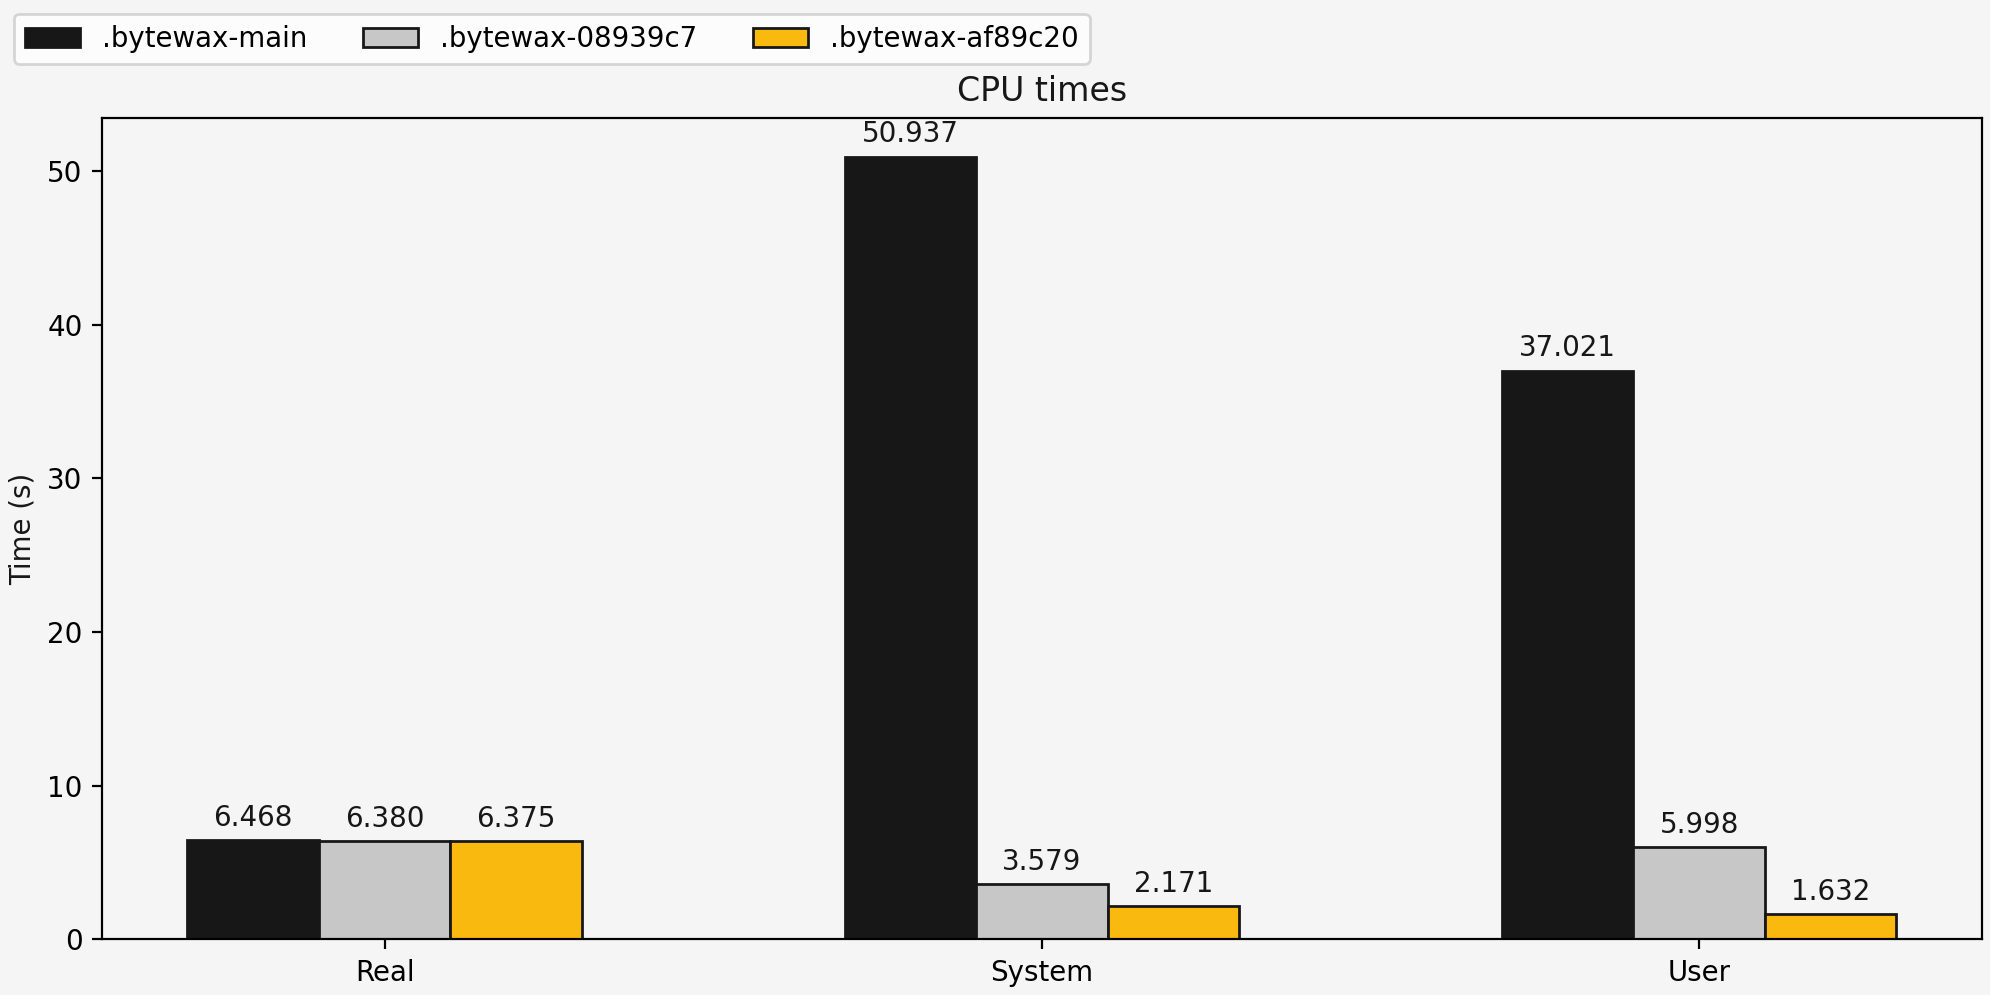 .bytewax-main .bytewax-08939c7 .bytewax-af89c20
CPU times
Time (s)
50
40
30
20
10
0
6.468 6.380 6.375
50.937 3.579 2.171
37.021 5.998 1.632
Real System User